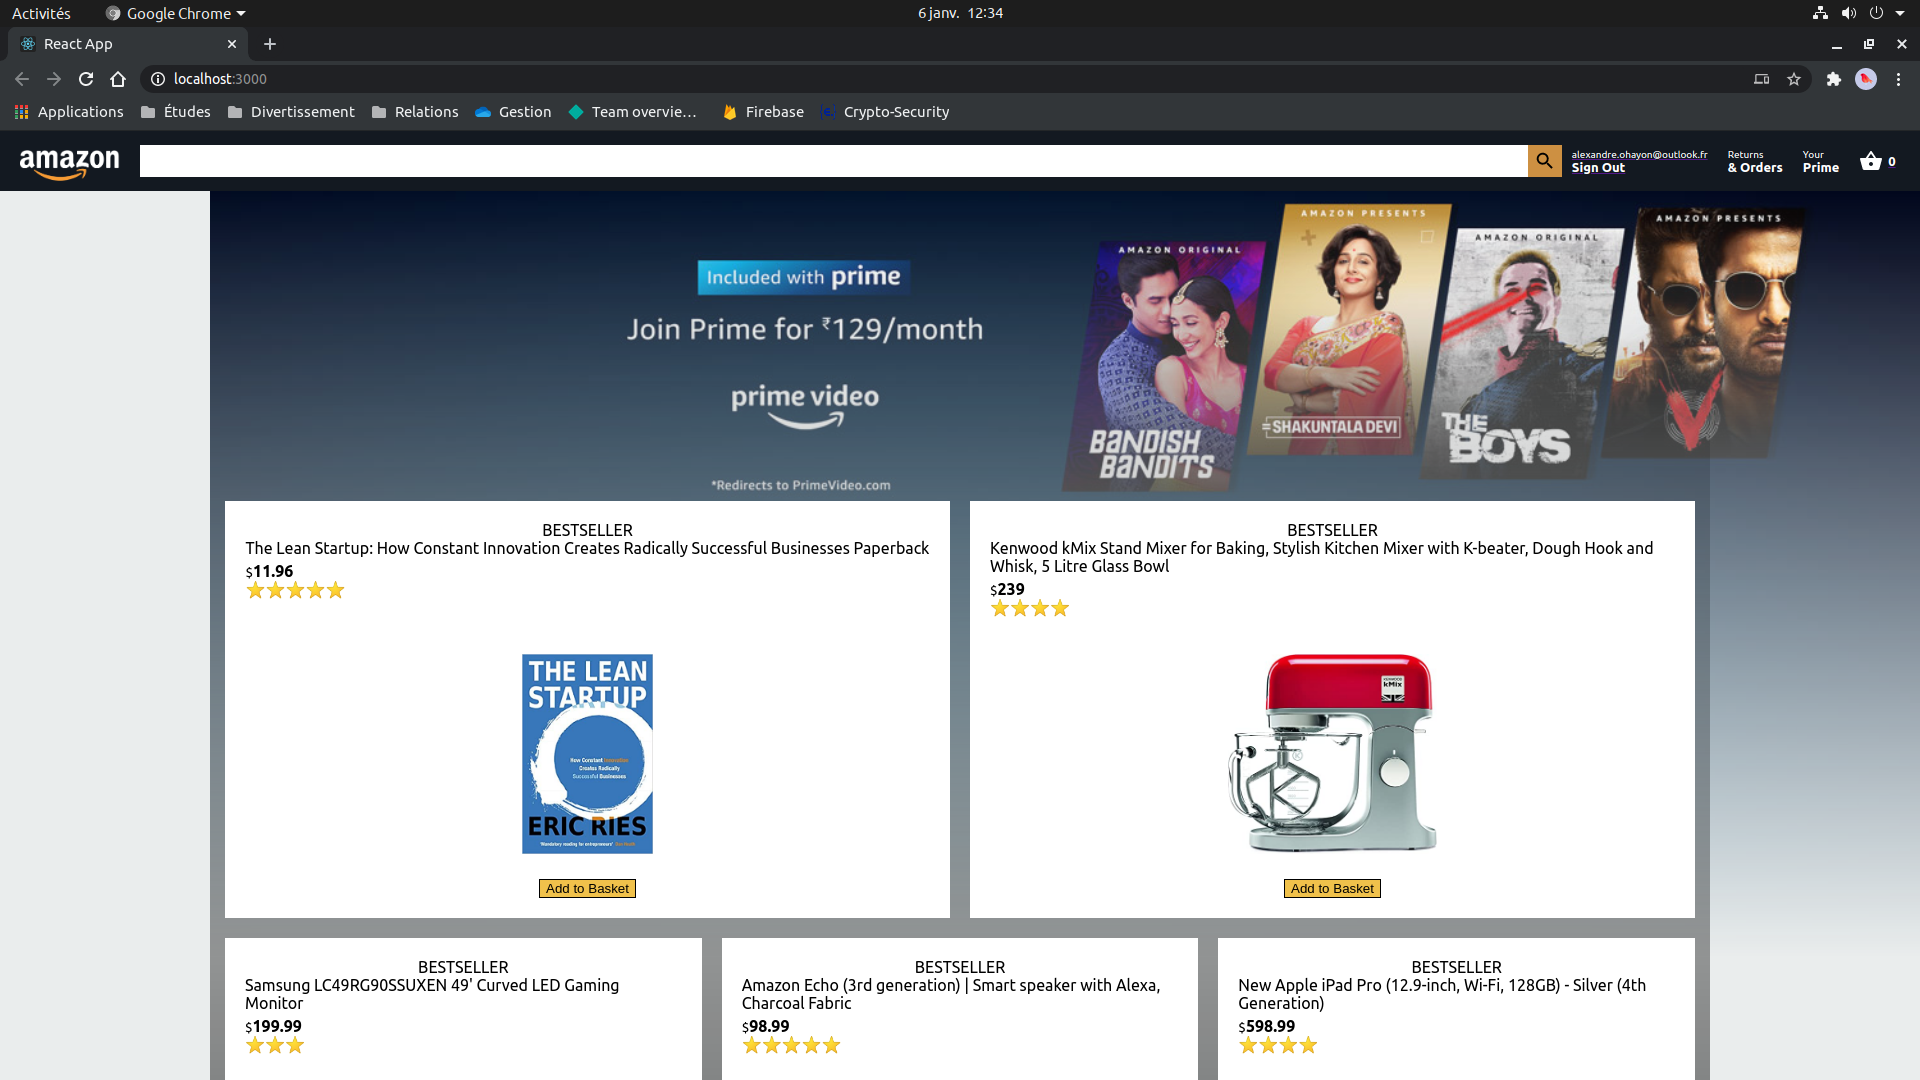 Activités
Google Chrome
6 janv. 12:34
React App
localhost:3000
Applications
Études
Divertissement
Relations
Gestion
Team overvie…
Firebase
Crypto-Security
amazon
alexandre.ohayon@outlook.fr
Sign Out
Returns
& Orders
Your
Prime
0
Included with prime
Join Prime for ₹129/month
prime video
*Redirects to PrimeVideo.com
AMAZON ORIGINAL
BANDISH
BANDITS
AMAZON PRESENTS
SHAKUNTALA DEVI
AMAZON ORIGINAL
THE
BOYS
AMAZON PRESENTS
V
BESTSELLER
The Lean Startup: How Constant Innovation Creates Radically Successful Businesses Paperback
$11.96
THE LEAN
STARTUP
How Constant Innovation
Creates Radically
Successful Businesses
ERIC RIES
Add to Basket
BESTSELLER
Kenwood kMix Stand Mixer for Baking, Stylish Kitchen Mixer with K-beater, Dough Hook and
Whisk, 5 Litre Glass Bowl
$239
KENWOOD
kMix
Add to Basket
BESTSELLER
Samsung LC49RG90SSUXEN 49' Curved LED Gaming
Monitor
$199.99
BESTSELLER
Amazon Echo (3rd generation) | Smart speaker with Alexa,
Charcoal Fabric
$98.99
BESTSELLER
New Apple iPad Pro (12.9-inch, Wi-Fi, 128GB) - Silver (4th
Generation)
$598.99